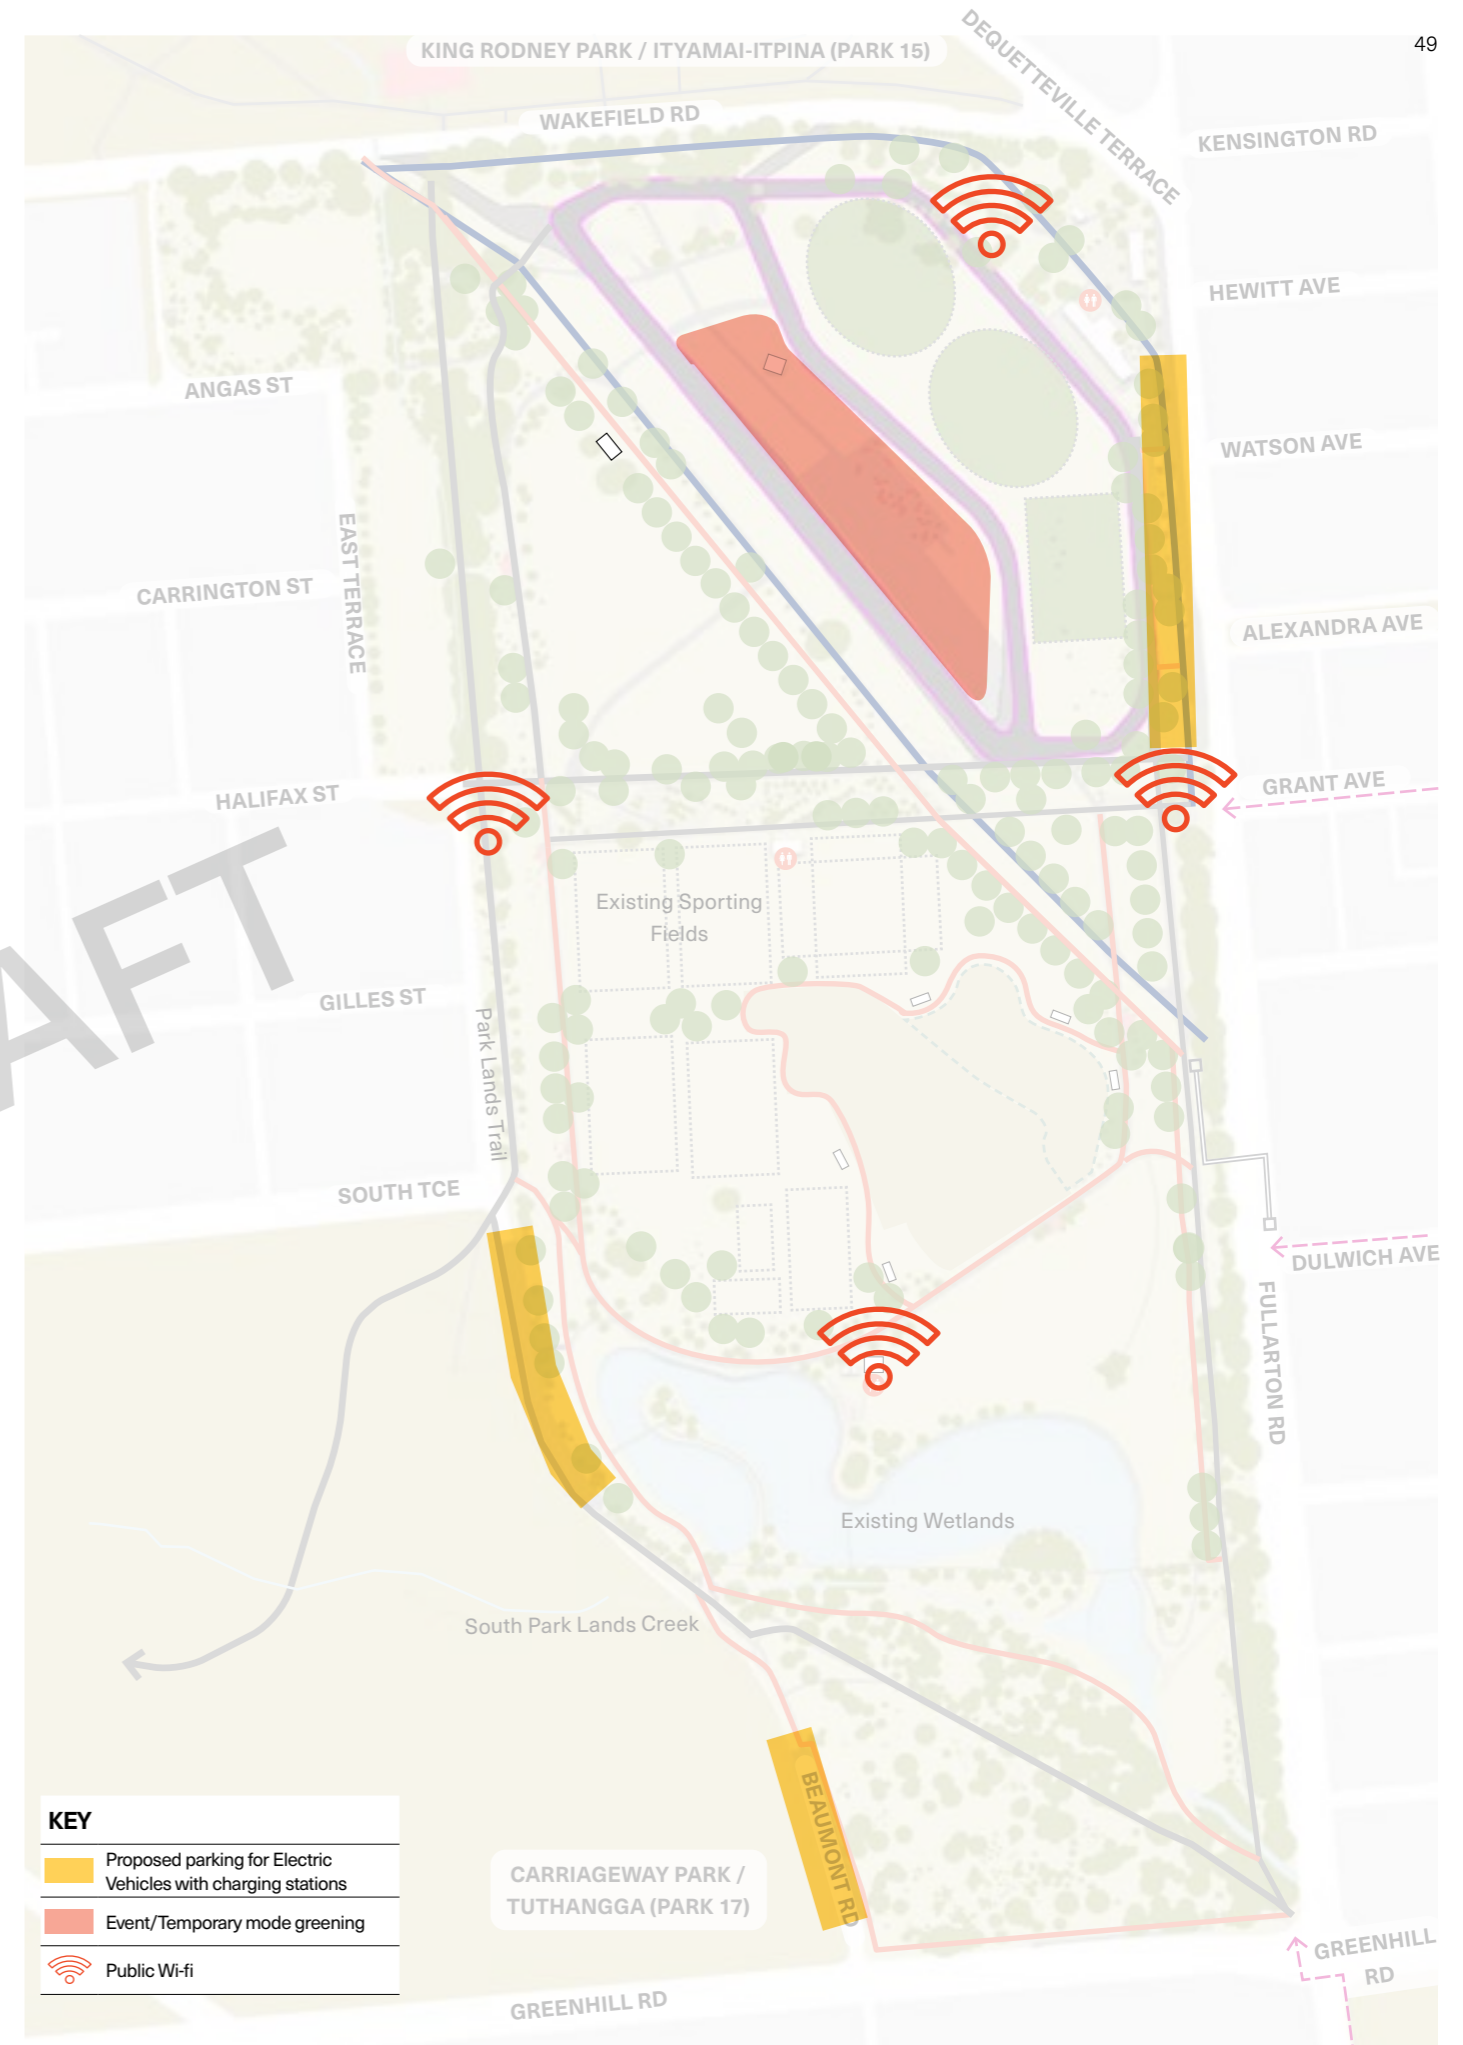 49
KING RODNEY PARK / ITYAMAI-ITPINA (PARK 15)
DEQUETTEVILLE TERRACE
WAKEFIELD RD
KENSINGTON RD
HEWITT AVE
ANGAS ST
WATSON AVE
EAST TERRACE
CARRINGTON ST
ALEXANDRA AVE
HALIFAX ST
GRANT AVE
AFT
Existing Sporting
Fields
GILLES ST
Park Lands Trail
SOUTH TCE
DULWICH AVE
FULLARTON RD
Existing Wetlands
South Park Lands Creek
BEAUMONT RD
KEY
Proposed parking for Electric
Vehicles with charging stations
Event/Temporary mode greening
Public Wi-fi
CARRIAGEWAY PARK /
TUTHANGGA (PARK 17)
GREENHILL
RD
GREENHILL RD